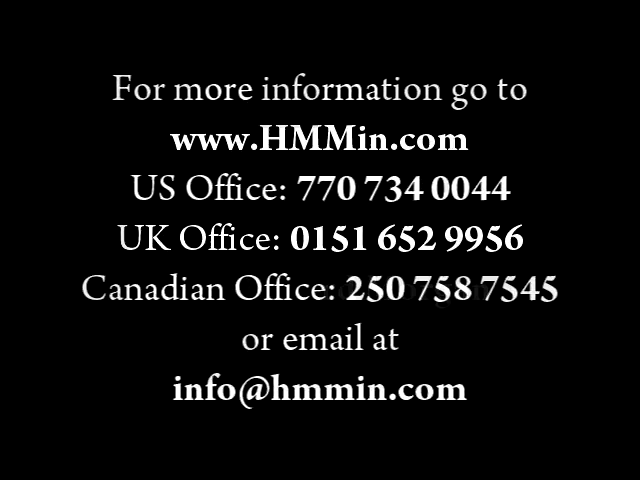 For more information go to
www.HMMin.com
US Office: 770 734 0044
UK Office: 0151 652 9956
Canadian Office: 250 758 7545
or email at
info@hmmin.com